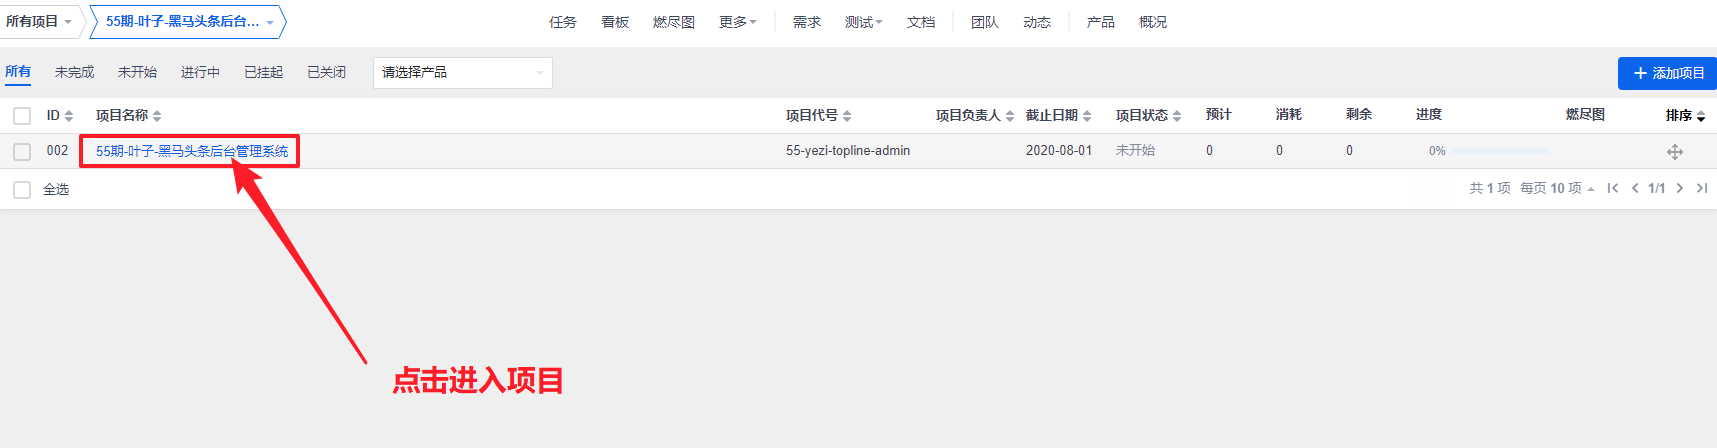 所有项目 55期-叶子-黑马头条后台... 任务 看板 燃尽图 更多 需求 测试 文档 团队 动态 产品 概况
所有 未完成 未开始 进行中 已挂起 已关闭 请选择产品 添加项目
ID 项目名称 项目代号 项目负责人 截止日期 项目状态 预计 消耗 剩余 进度 燃尽图 排序
002 55期-叶子-黑马头条后台管理系统 55-yezi-topline-admin 2020-08-01 未开始 0 0 0 0%
全选 共 1 项 每页 10 项 1/1
点击进入项目